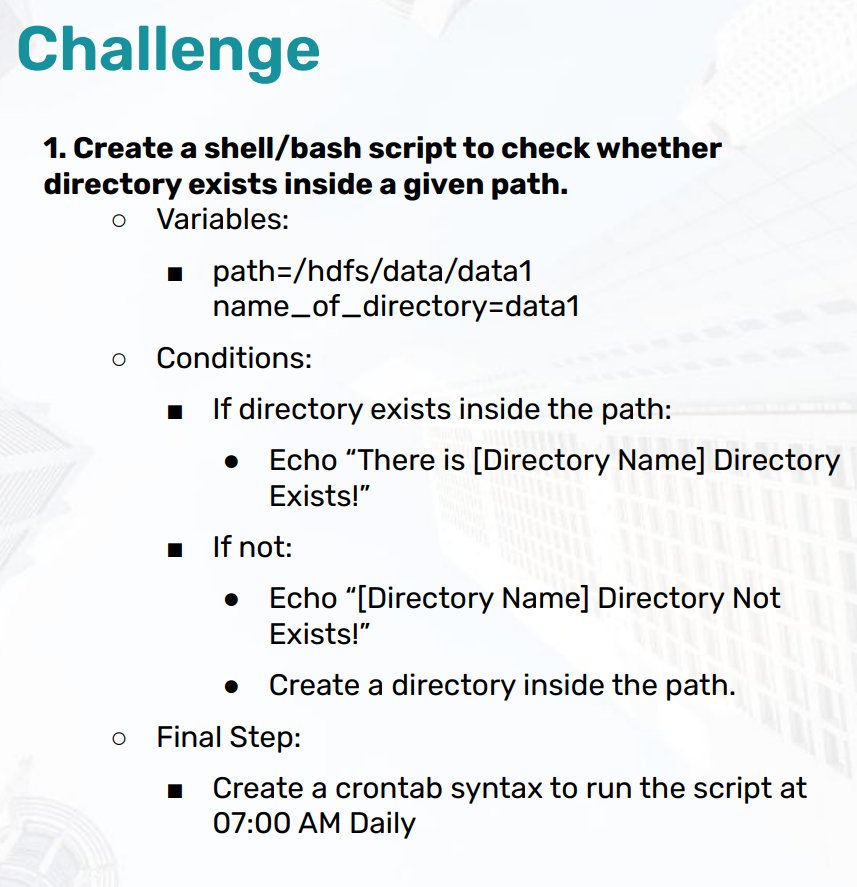 Challenge
1. Create a shell/bash script to check whether
directory exists inside a given path.
○ Variables:
■ path=/hdfs/data/data1
name_of_directory=data1
○ Conditions:
■ If directory exists inside the path:
● Echo “There is [Directory Name] Directory
Exists!”
■ If not:
● Echo “[Directory Name] Directory Not
Exists!”
● Create a directory inside the path.
○ Final Step:
■ Create a crontab syntax to run the script at
07:00 AM Daily